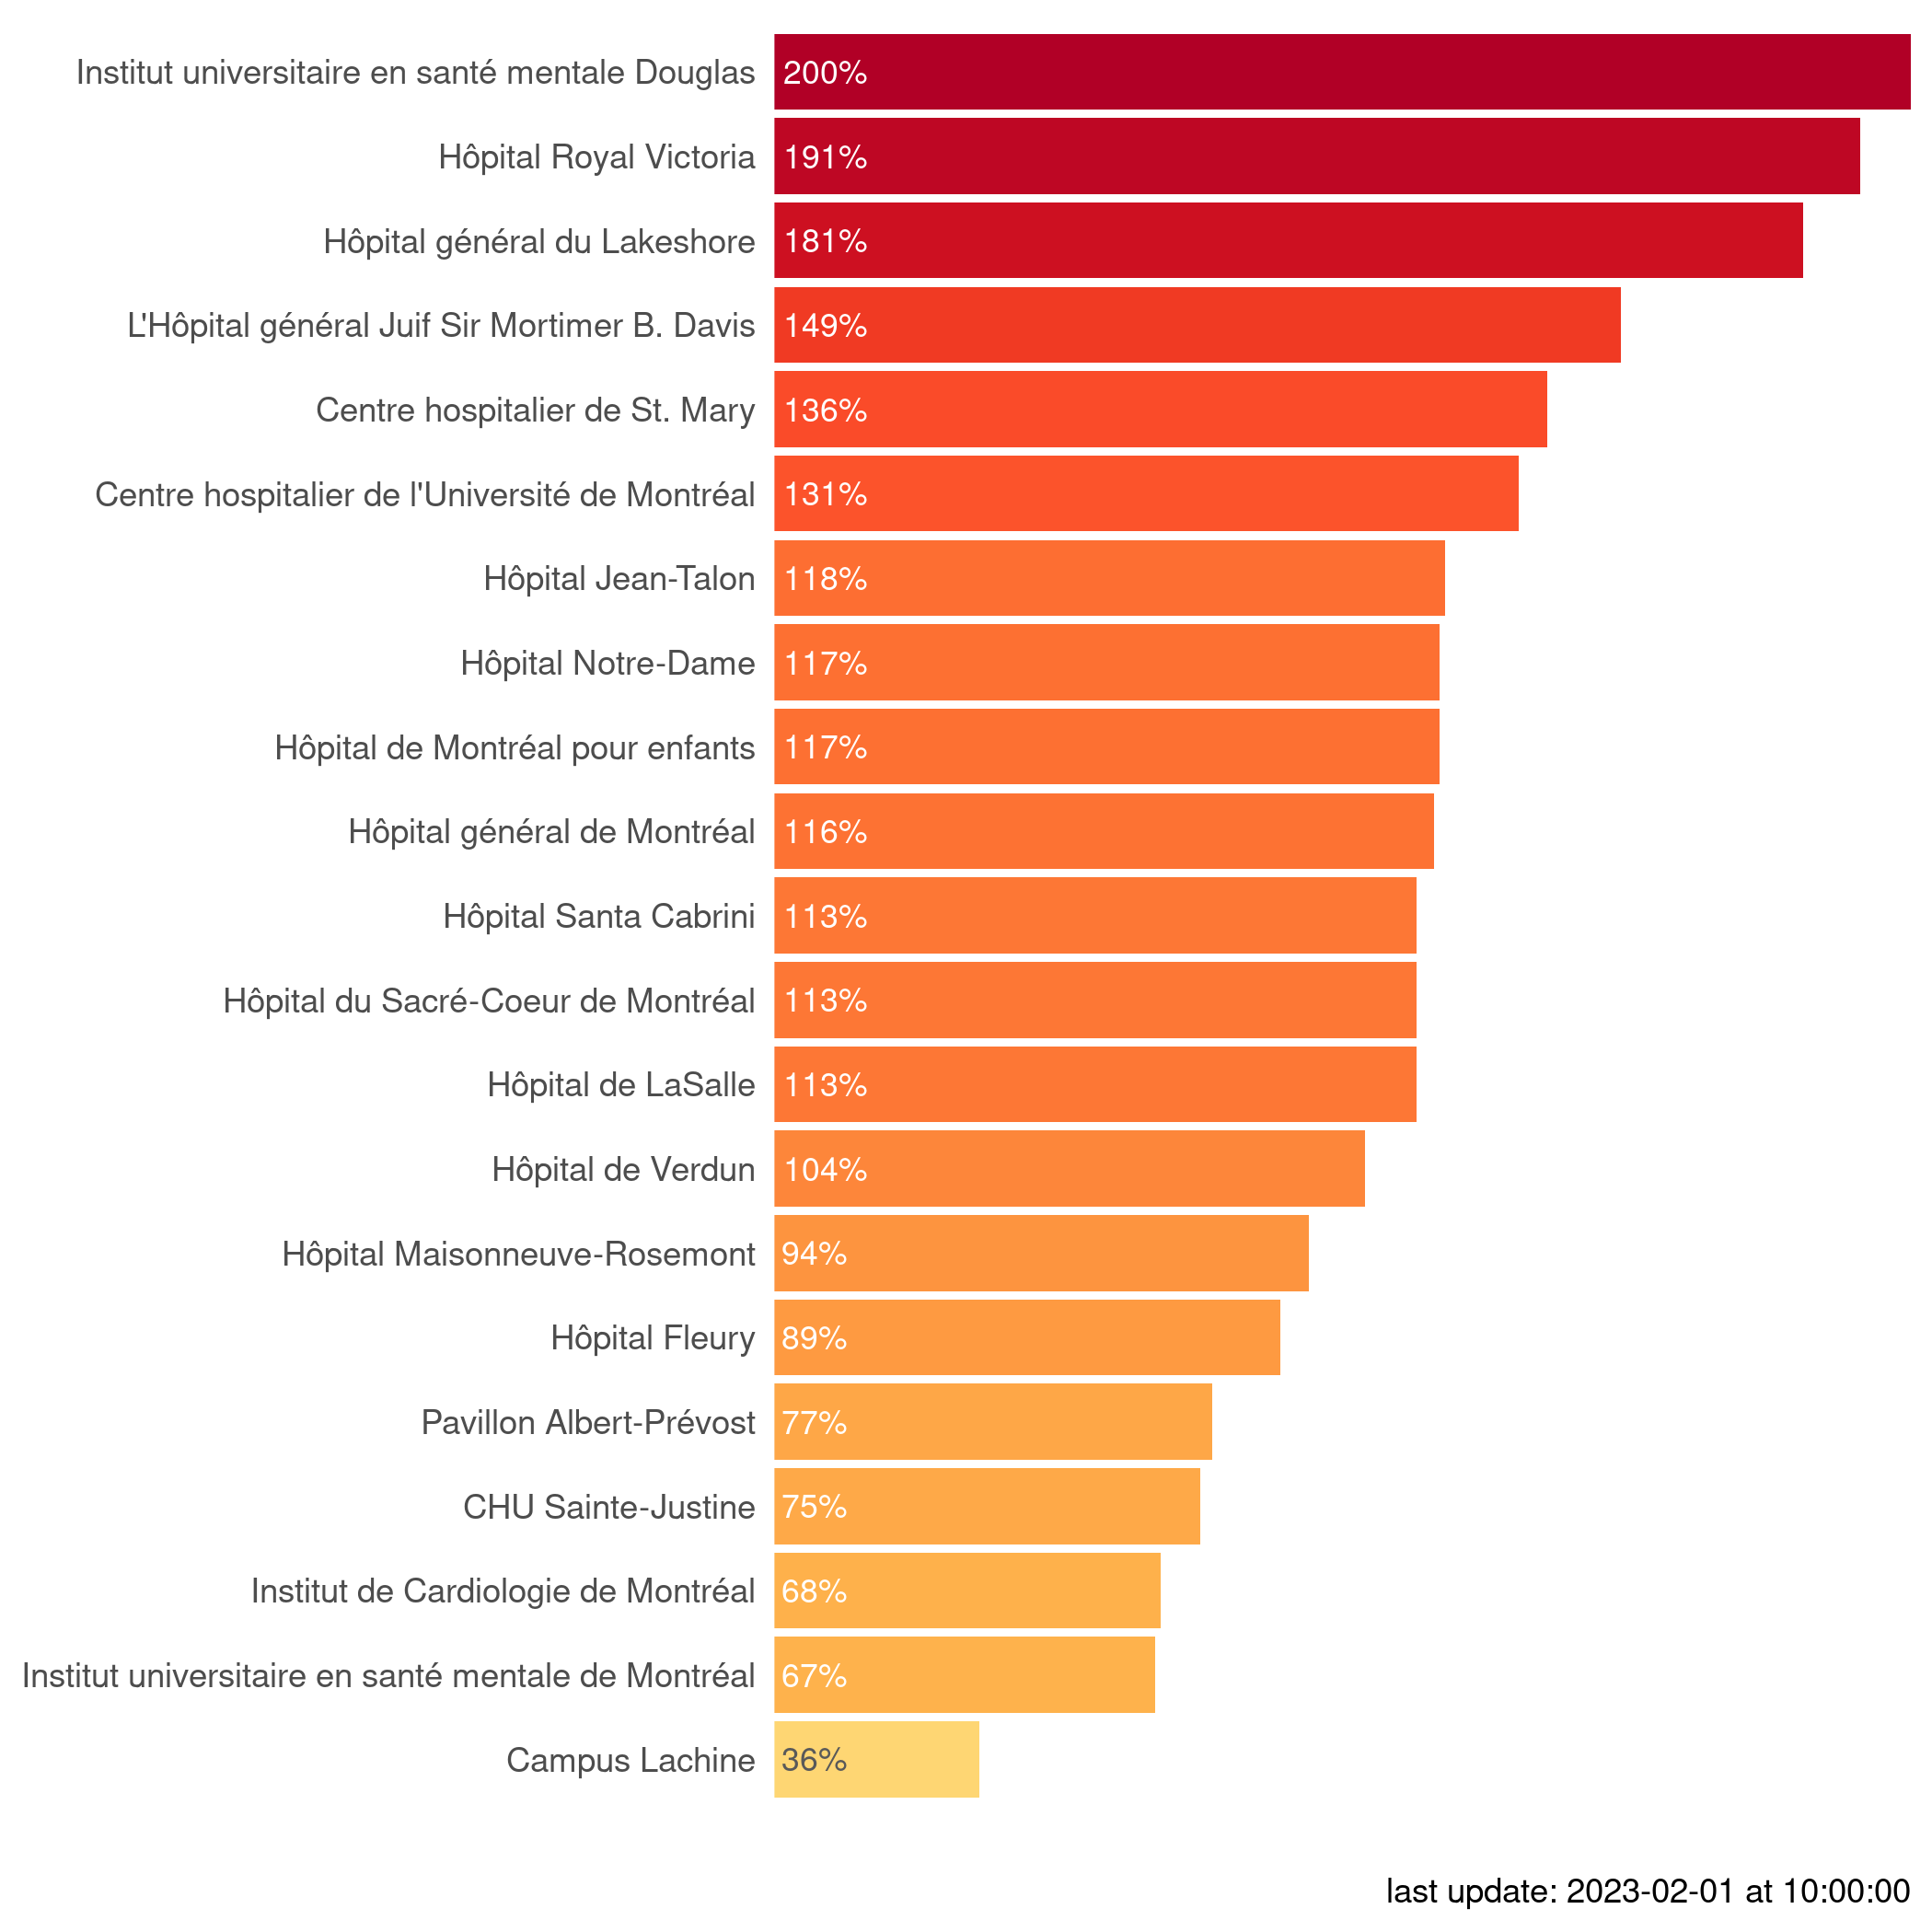 Institut universitaire en santé mentale Douglas 200%
Hôpital Royal Victoria 191%
Hôpital général du Lakeshore 181%
L'Hôpital général Juif Sir Mortimer B. Davis 149%
Centre hospitalier de St. Mary 136%
Centre hospitalier de l'Université de Montréal 131%
Hôpital Jean-Talon 118%
Hôpital Notre-Dame 117%
Hôpital de Montréal pour enfants 117%
Hôpital général de Montréal 116%
Hôpital Santa Cabrini 113%
Hôpital du Sacré-Coeur de Montréal 113%
Hôpital de LaSalle 113%
Hôpital de Verdun 104%
Hôpital Maisonneuve-Rosemont 94%
Hôpital Fleury 89%
Pavillon Albert-Prévost 77%
CHU Sainte-Justine 75%
Institut de Cardiologie de Montréal 68%
Institut universitaire en santé mentale de Montréal 67%
Campus Lachine 36%
last update: 2023-02-01 at 10:00:00